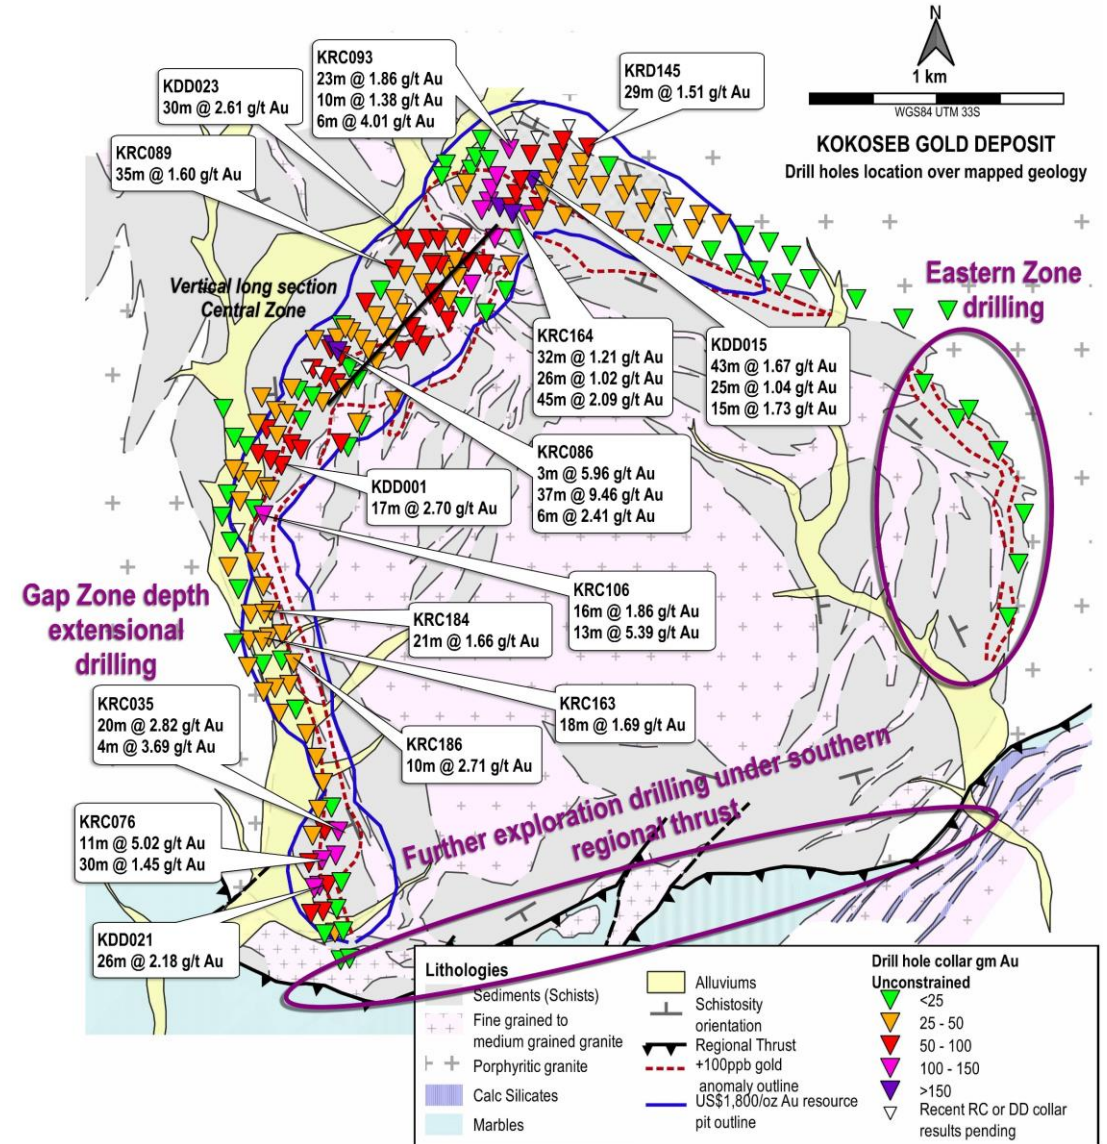 N
1 km
WGS84 UTM 33S
KOKOSEB GOLD DEPOSIT
Drill holes location over mapped geology
KRC093
23m @ 1.86 g/t Au
10m @ 1.38 g/t Au
6m @ 4.01 g/t Au
KRD145
29m @ 1.51 g/t Au
KDD023
30m @ 2.61 g/t Au
KRC089
35m @ 1.60 g/t Au
Vertical long section
Central Zone
Eastern Zone
drilling
KRC164
32m @ 1.21 g/t Au
26m @ 1.02 g/t Au
45m @ 2.09 g/t Au
KDD015
43m @ 1.67 g/t Au
25m @ 1.04 g/t Au
15m @ 1.73 g/t Au
KRC086
3m @ 5.96 g/t Au
37m @ 9.46 g/t Au
6m @ 2.41 g/t Au
KDD001
17m @ 2.70 g/t Au
KRC106
16m @ 1.86 g/t Au
13m @ 5.39 g/t Au
Gap Zone depth
extensional
drilling
KRC184
21m @ 1.66 g/t Au
KRC163
18m @ 1.69 g/t Au
KRC035
20m @ 2.82 g/t Au
4m @ 3.69 g/t Au
KRC186
10m @ 2.71 g/t Au
Further exploration drilling under southern
regional thrust
KRC076
11m @ 5.02 g/t Au
30m @ 1.45 g/t Au
KDD021
26m @ 2.18 g/t Au
Lithologies
Sediments (Schists)
Fine grained to
medium grained granite
Porphyritic granite
Calc Silicates
Marbles
Alluviums
Schistosity
orientation
Regional Thrust
+100ppb gold
anomaly outline
US$1,800/oz Au resource
pit outline
Drill hole collar gm Au
Unconstrained
<25
25 - 50
50 - 100
100 - 150
>150
Recent RC or DD collar
results pending